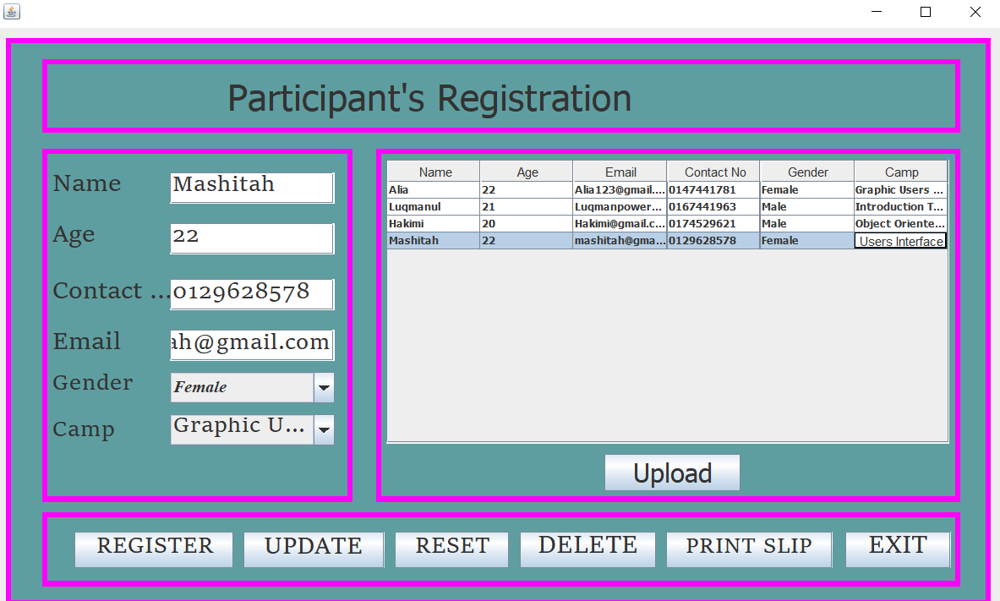 Participant's Registration
Name Mashitah
Age 22
Contact ... 0129628578
Email ah@gmail.com
Gender Female
Camp Graphic U...
Name Age Email Contact No Gender Camp
Alia 22 Alia123@gmail.... 0147441781 Female Graphic Users ...
Luqmanul 21 Luqmanpower... 0167441963 Male Introduction T...
Hakimi 20 Hakimi@gmail.c... 0174529621 Male Object Oriente...
Mashitah 22 mashitah@gma... 0129628578 Female Users Interface
Upload
REGISTER UPDATE RESET DELETE PRINT SLIP EXIT